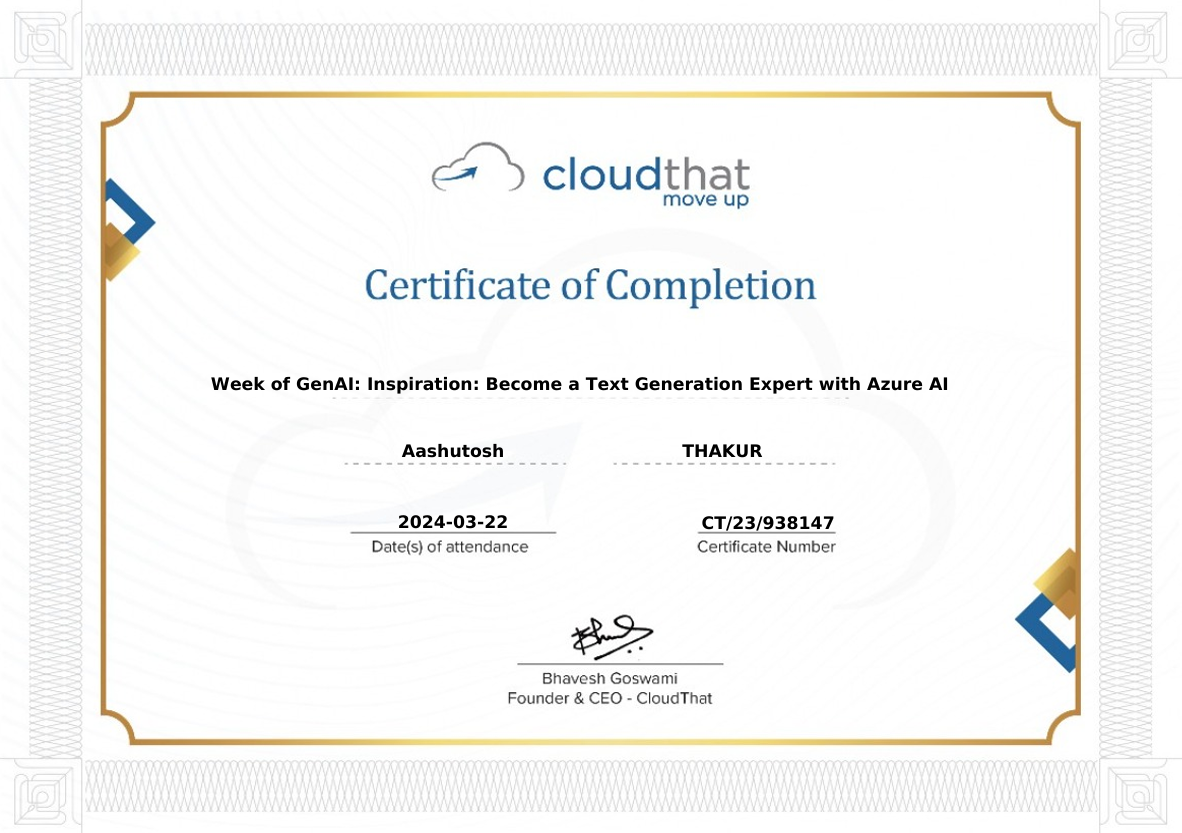 cloudthat
move up
Certificate of Completion
Week of GenAI: Inspiration: Become a Text Generation Expert with Azure AI
Aashutosh THAKUR
2024-03-22 CT/23/938147
Date(s) of attendance Certificate Number
Bhavesh Goswami
Founder & CEO - CloudThat